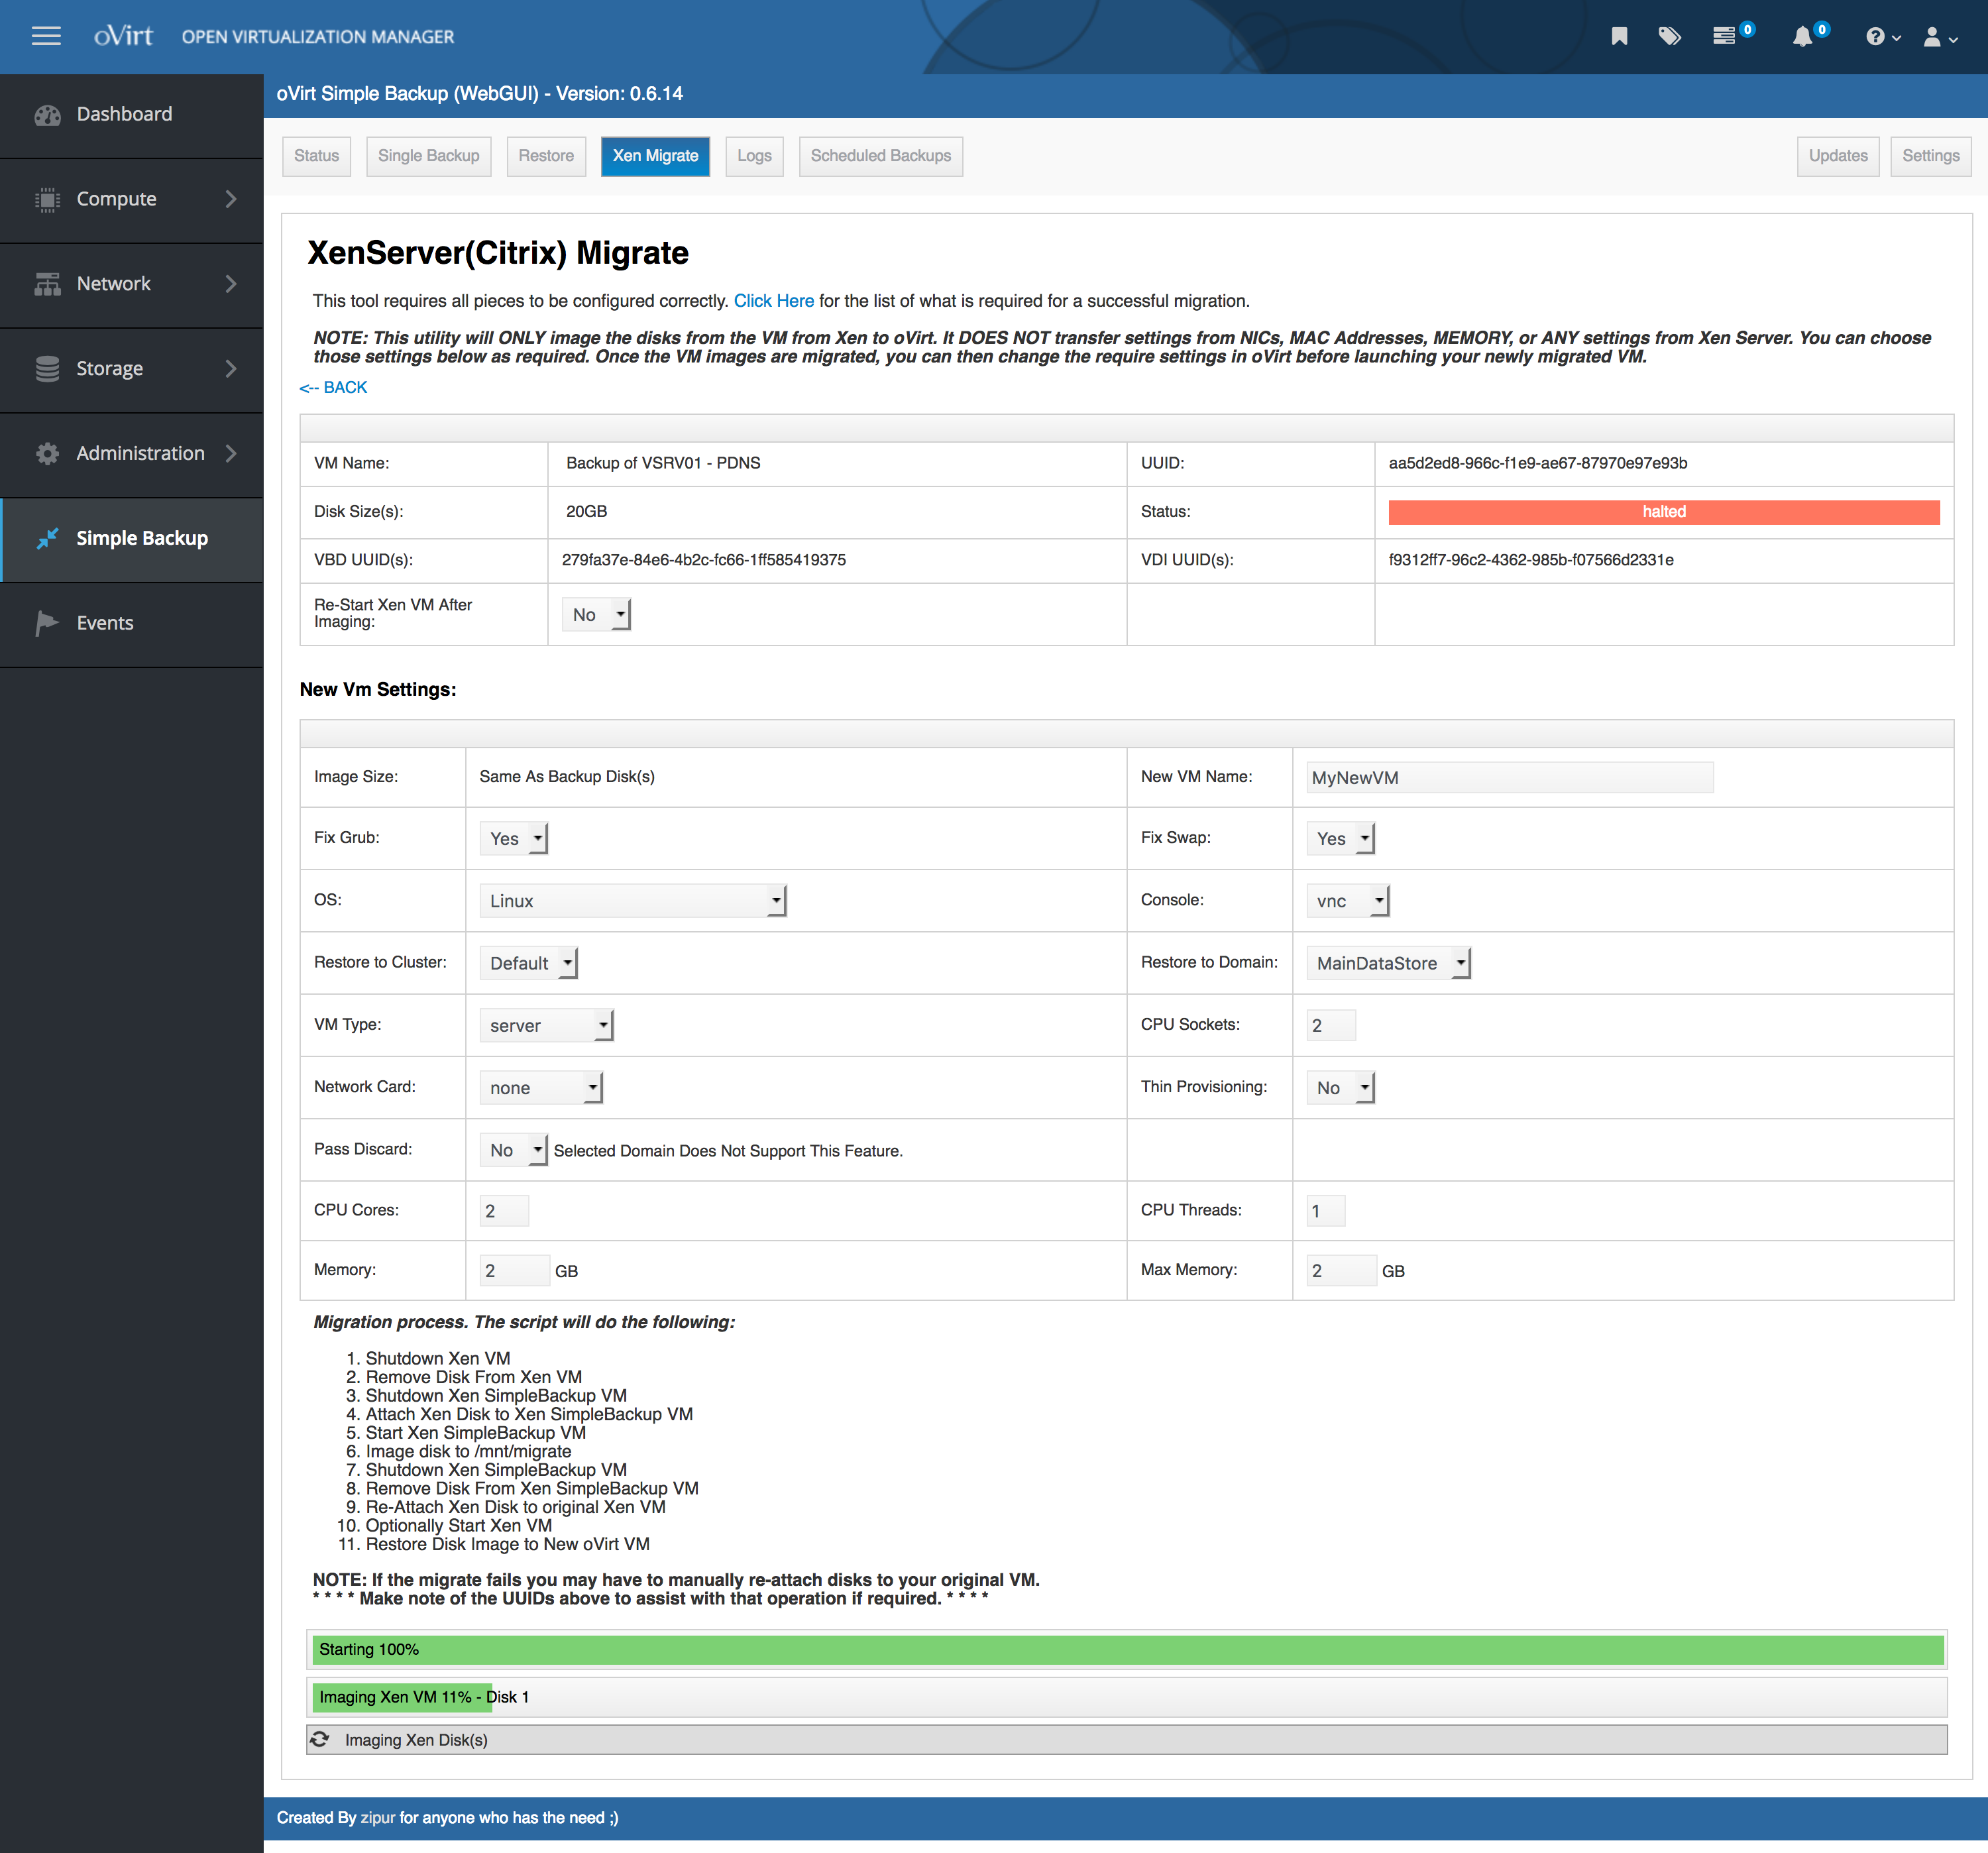 oVirt OPEN VIRTUALIZATION MANAGER
0
0
Dashboard
Compute
Network
Storage
Administration
Simple Backup
Events
oVirt Simple Backup (WebGUI) - Version: 0.6.14
Status Single Backup Restore Xen Migrate Logs Scheduled Backups Updates Settings
XenServer(Citrix) Migrate
This tool requires all pieces to be configured correctly. Click Here for the list of what is required for a successful migration.
NOTE: This utility will ONLY image the disks from the VM from Xen to oVirt. It DOES NOT transfer settings from NICs, MAC Addresses, MEMORY, or ANY settings from Xen Server. You can choose
those settings below as required. Once the VM images are migrated, you can then change the require settings in oVirt before launching your newly migrated VM.
<-- BACK
VM Name: Backup of VSRV01 - PDNS UUID: aa5d2ed8-966c-f1e9-ae67-87970e97e93b
Disk Size(s): 20GB Status: halted
VBD UUID(s): 279fa37e-84e6-4b2c-fc66-1ff585419375 VDI UUID(s): f9312ff7-96c2-4362-985b-f07566d2331e
Re-Start Xen VM After
Imaging:
No
New Vm Settings:
Image Size: Same As Backup Disk(s) New VM Name: MyNewVM
Fix Grub: Yes Fix Swap: Yes
OS: Linux Console: vnc
Restore to Cluster: Default Restore to Domain: MainDataStore
VM Type: server CPU Sockets: 2
Network Card: none Thin Provisioning: No
Pass Discard: No Selected Domain Does Not Support This Feature.
CPU Cores: 2 CPU Threads: 1
Memory: 2 GB Max Memory: 2 GB
Migration process. The script will do the following:
1. Shutdown Xen VM
2. Remove Disk From Xen VM
3. Shutdown Xen SimpleBackup VM
4. Attach Xen Disk to Xen SimpleBackup VM
5. Start Xen SimpleBackup VM
6. Image disk to /mnt/migrate
7. Shutdown Xen SimpleBackup VM
8. Remove Disk From Xen SimpleBackup VM
9. Re-Attach Xen Disk to original Xen VM
10. Optionally Start Xen VM
11. Restore Disk Image to New oVirt VM
NOTE: If the migrate fails you may have to manually re-attach disks to your original VM.
* * * * Make note of the UUIDs above to assist with that operation if required. * * * *
Starting 100%
Imaging Xen VM 11% - Disk 1
Imaging Xen Disk(s)
Created By zipur for anyone who has the need ;)